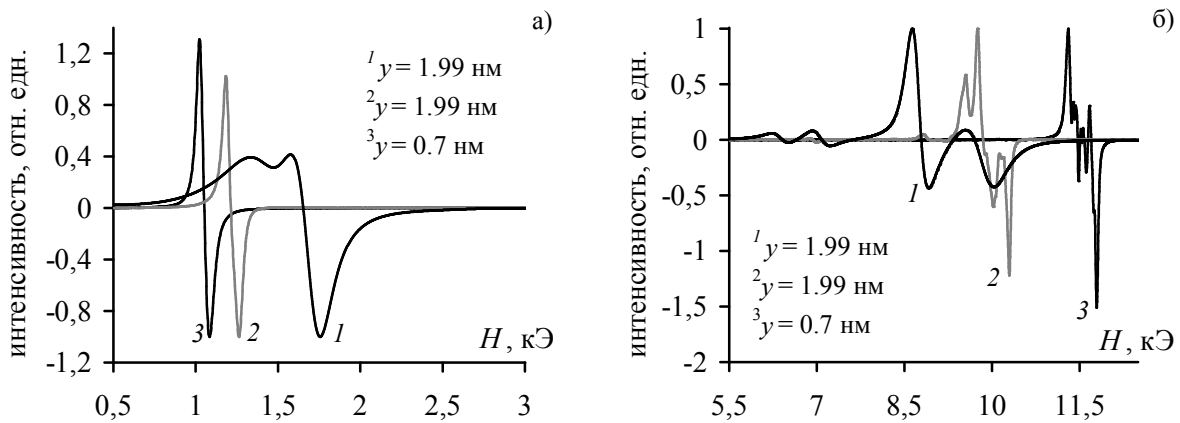 а)
интенсивность, отн. едн.
1,2
0,8
0,4
0
-0,4
-0,8
-1,2
¹y = 1.99 нм
²y = 1.99 нм
³y = 0.7 нм
3
2
1
H, кЭ
0,5
1
1,5
2
2,5
3
б)
интенсивность, отн. едн.
1
0,5
0
-0,5
-1
-1,5
-2
1
2
3
¹y = 1.99 нм
²y = 1.99 нм
³y = 0.7 нм
H, кЭ
5,5
7
8,5
10
11,5